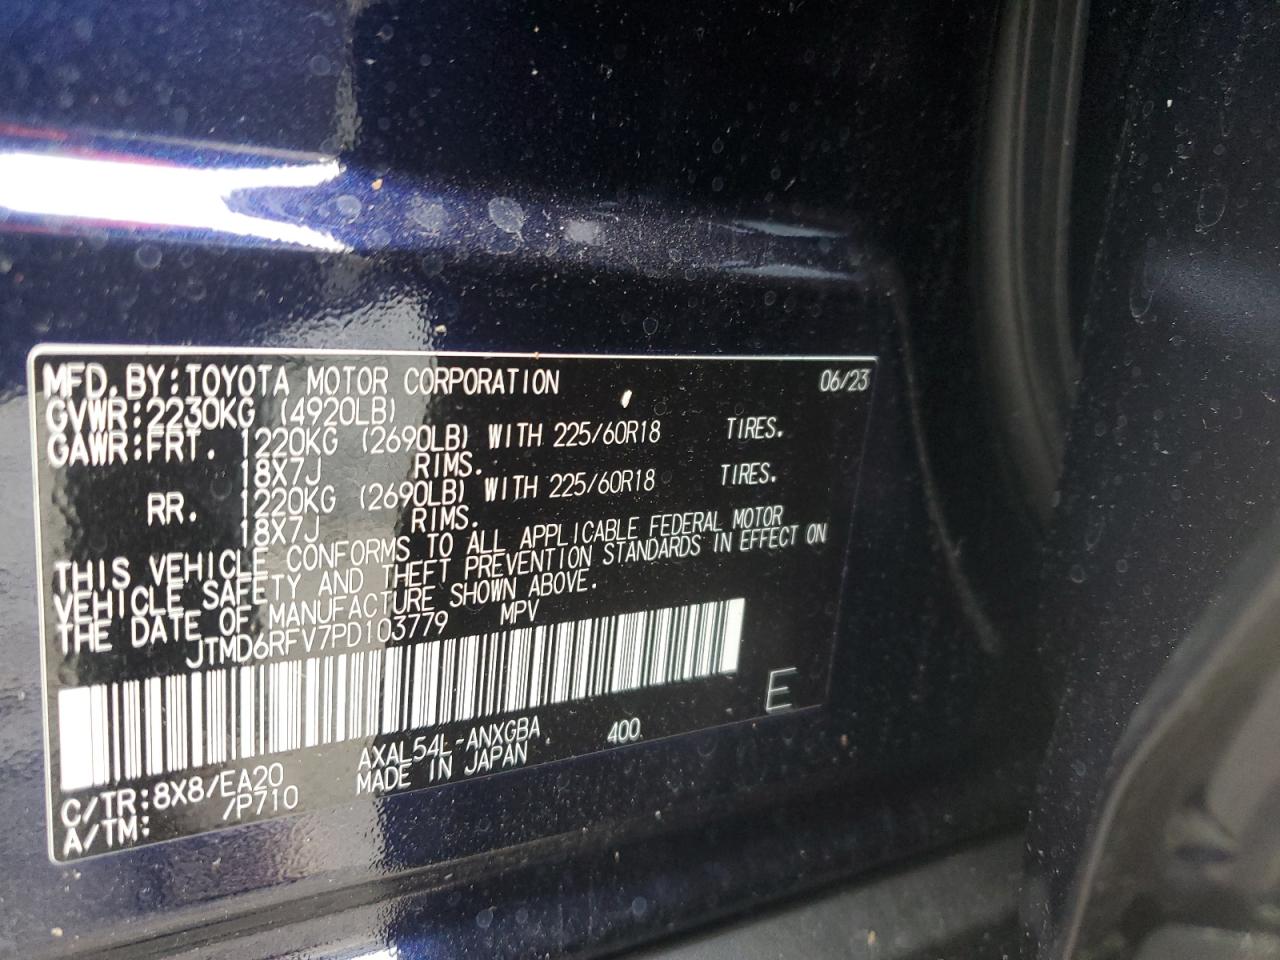 MFD.BY:TOYOTA MOTOR CORPORATION 06/23
GVWR:2230KG (4920LB)
GAWR:FRT. 1220KG (2690LB) WITH 225/60R18 TIRES.
18X7J RIMS.
RR. 1220KG (2690LB) WITH 225/60R18 TIRES.
18X7J RIMS.
THIS VEHICLE CONFORMS TO ALL APPLICABLE FEDERAL MOTOR
VEHICLE SAFETY AND THEFT PREVENTION STANDARDS IN EFFECT ON
THE DATE OF MANUFACTURE SHOWN ABOVE.
JTMD6RFV7PD103779 MPV
E
C/TR:8X8/EA20 AXAL54L-ANXGBA 400
A/TM: /P710 MADE IN JAPAN